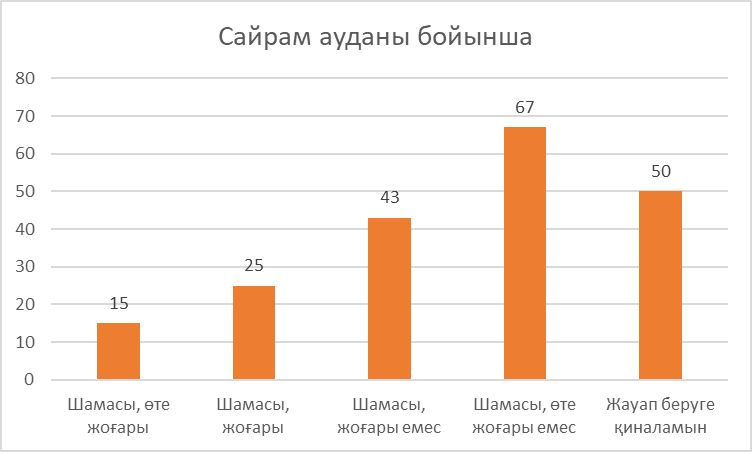 Сайрам ауданы бойынша
80
70
60
50
40
30
20
10
0
15
25
43
67
50
Шамасы, өте
жоғары
Шамасы,
жоғары
Шамасы,
жоғары емес
Шамасы, өте
жоғары емес
Жауап беруге
қиналамын